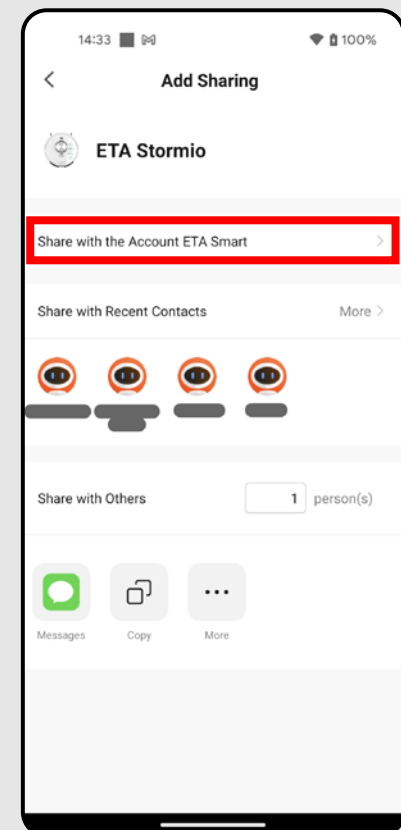 14:33 100%
Add Sharing
ETA Stormio
Share with the Account ETA Smart
Share with Recent Contacts More
Share with Others 1 person(s)
Messages Copy More